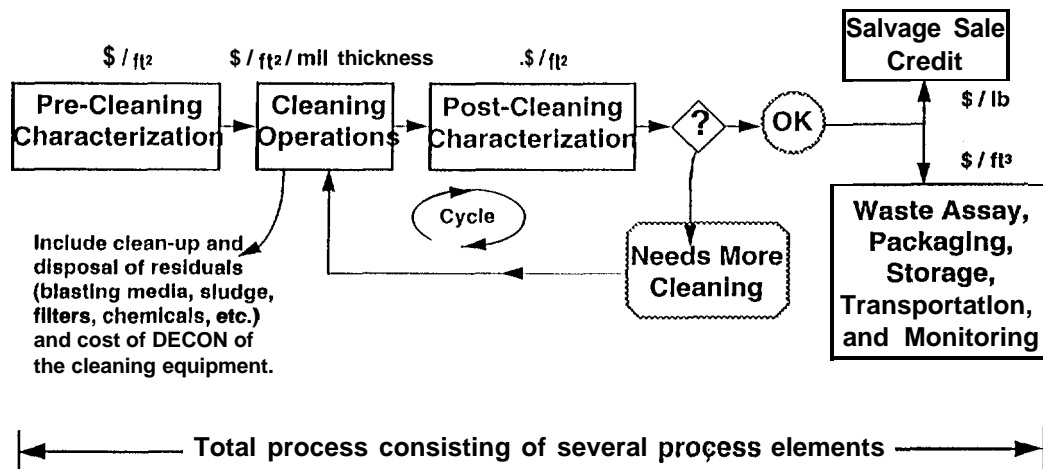 $ / ft²
$ / ft² / mil thickness
.$ / ft²
Salvage Sale
Credit
Pre-Cleaning
Characterization
Cleaning
Operations
Post-Cleaning
Characterization
?
OK
$ / lb
$ / ft³
Cycle
Needs More
Cleaning
Waste Assay,
Packaging,
Storage,
Transportation,
and Monitoring
Include clean-up and
disposal of residuals
(blasting media, sludge,
filters, chemicals, etc.)
and cost of DECON of
the cleaning equipment.
Total process consisting of several process elements